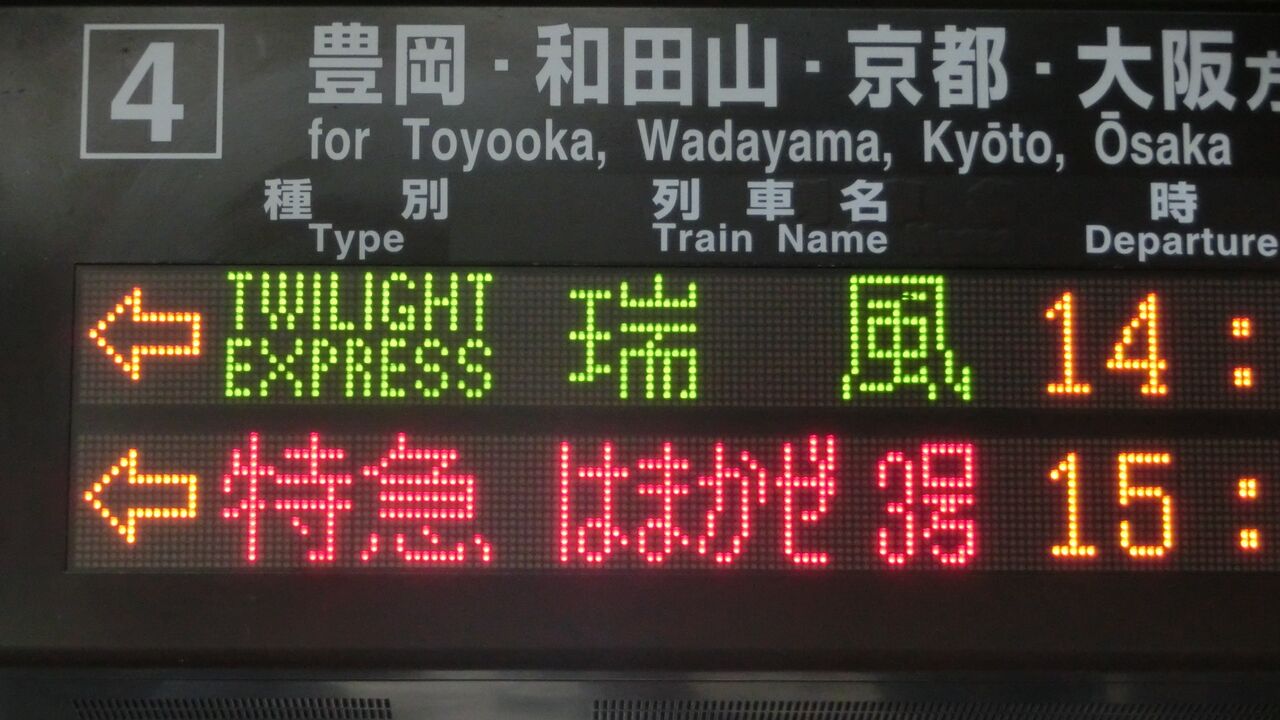 4 豊岡・和田山・京都・大阪方
for Toyooka, Wadayama, Kyōto, Ōsaka
種別 列車名 時
Type Train Name Departure
← TWILIGHT EXPRESS 瑞風 14:
← 特急 はまかぜ 3号 15: